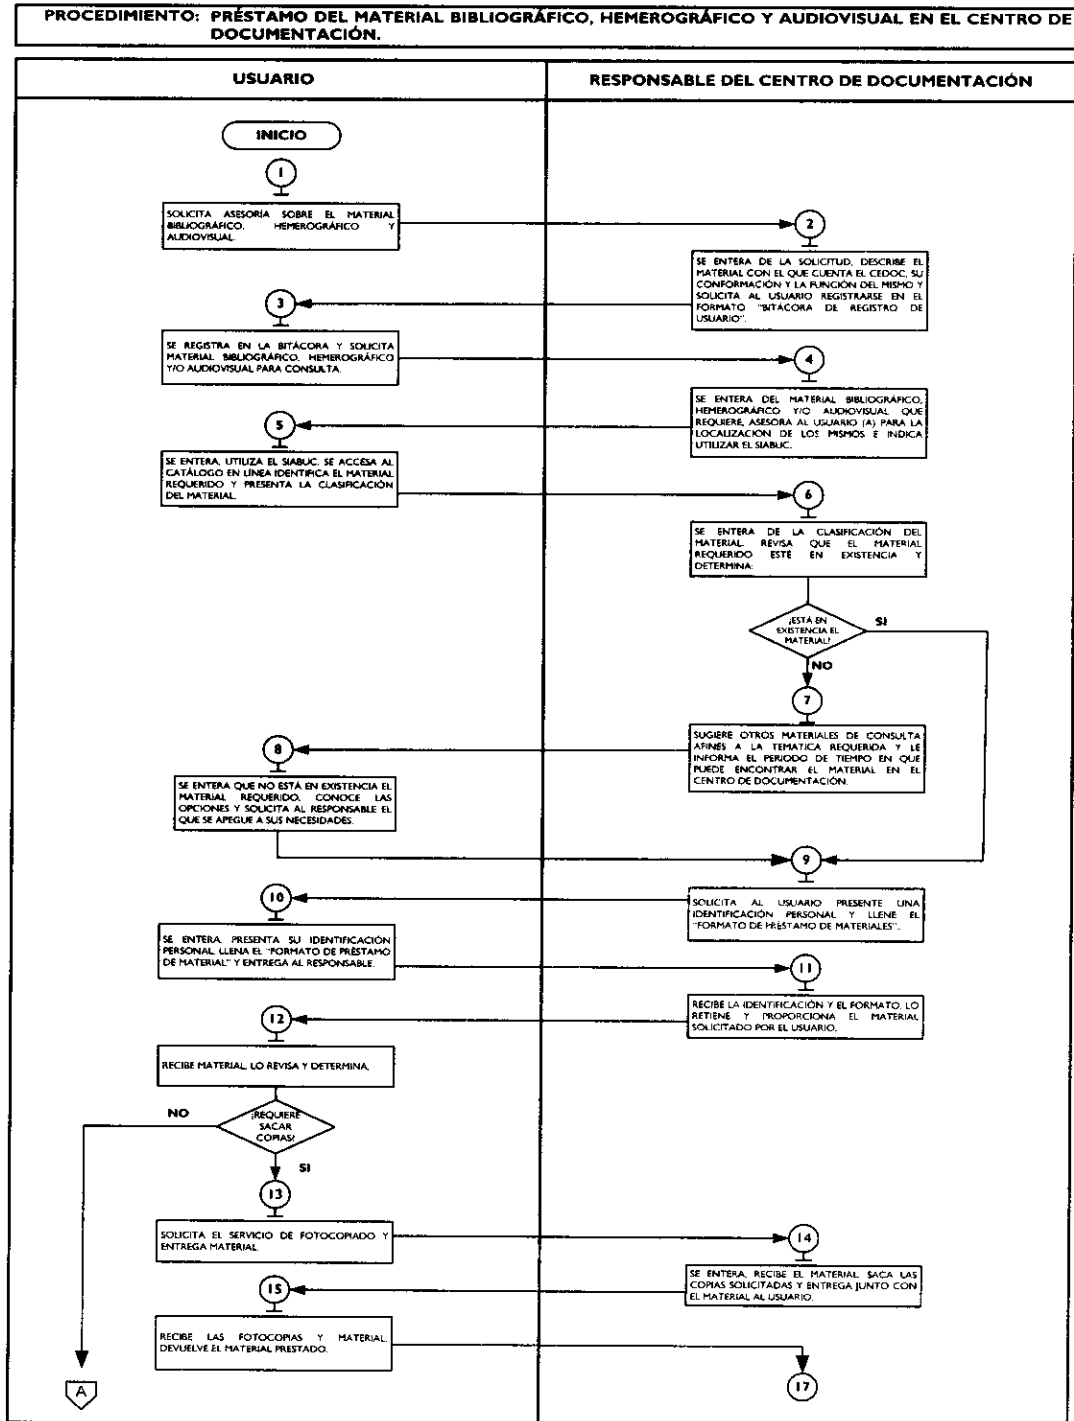 PROCEDIMIENTO: PRÉSTAMO DEL MATERIAL BIBLIOGRÁFICO, HEMEROGRÁFICO Y AUDIOVISUAL EN EL CENTRO DE
DOCUMENTACIÓN.
USUARIO
RESPONSABLE DEL CENTRO DE DOCUMENTACIÓN
INICIO
1
SOLICITA ASESORÍA SOBRE EL MATERIAL
BIBLIOGRÁFICO, HEMEROGRÁFICO Y
AUDIOVISUAL.
2
SE ENTERA DE LA SOLICITUD, DESCRIBE EL
MATERIAL CON EL QUE CUENTA EL CEDOC, SU
CONFORMACIÓN Y LA FUNCIÓN DEL MISMO Y
SOLICITA AL USUARIO REGISTRARSE EN EL
FORMATO "BITÁCORA DE REGISTRO DE
USUARIO".
3
SE REGISTRA EN LA BITÁCORA Y SOLICITA
MATERIAL BIBLIOGRÁFICO, HEMEROGRÁFICO
Y/O AUDIOVISUAL PARA CONSULTA.
4
SE ENTERA DEL MATERIAL BIBLIOGRÁFICO,
HEMEROGRÁFICO Y/O AUDIOVISUAL QUE
REQUIERE, ASESORA AL USUARIO (A) PARA LA
LOCALIZACIÓN DE LOS MISMOS E INDICA
UTILIZAR EL SIABUC.
5
SE ENTERA, UTILIZA EL SIABUC, SE ACCESA AL
CATÁLOGO EN LÍNEA IDENTIFICA EL MATERIAL
REQUERIDO Y PRESENTA LA CLASIFICACIÓN
DEL MATERIAL.
6
SE ENTERA DE LA CLASIFICACIÓN DEL
MATERIAL, REVISA QUE EL MATERIAL
REQUERIDO ESTÉ EN EXISTENCIA Y
DETERMINA:
¿ESTÁ EN
EXISTENCIA EL
MATERIAL?
SI
NO
7
SUGIERE OTROS MATERIALES DE CONSULTA
AFINES A LA TEMATICA REQUERIDA Y LE
INFORMA EL PERIODO DE TIEMPO EN QUE
PUEDE ENCONTRAR EL MATERIAL EN EL
CENTRO DE DOCUMENTACIÓN.
8
SE ENTERA QUE NO ESTÁ EN EXISTENCIA EL
MATERIAL REQUERIDO, CONOCE LAS
OPCIONES Y SOLICITA AL RESPONSABLE EL
QUE SE APEGUE A SUS NECESIDADES.
9
SOLICITA AL USUARIO PRESENTE UNA
IDENTIFICACIÓN PERSONAL Y LLENE EL
"FORMATO DE PRÉSTAMO DE MATERIALES".
10
SE ENTERA, PRESENTA SU IDENTIFICACIÓN
PERSONAL, LLENA EL "FORMATO DE PRÉSTAMO
DE MATERIAL" Y ENTREGA AL RESPONSABLE.
11
RECIBE LA IDENTIFICACIÓN Y EL FORMATO, LO
RETIENE Y PROPORCIONA EL MATERIAL
SOLICITADO POR EL USUARIO.
12
RECIBE MATERIAL, LO REVISA Y DETERMINA.
NO
¿REQUIERE
SACAR
COPIAS?
SI
13
SOLICITA EL SERVICIO DE FOTOCOPIADO Y
ENTREGA MATERIAL.
14
SE ENTERA, RECIBE EL MATERIAL, SACA LAS
COPIAS SOLICITADAS Y ENTREGA JUNTO CON
EL MATERIAL AL USUARIO.
15
RECIBE LAS FOTOCOPIAS Y MATERIAL,
DEVUELVE EL MATERIAL PRESTADO.
17
A